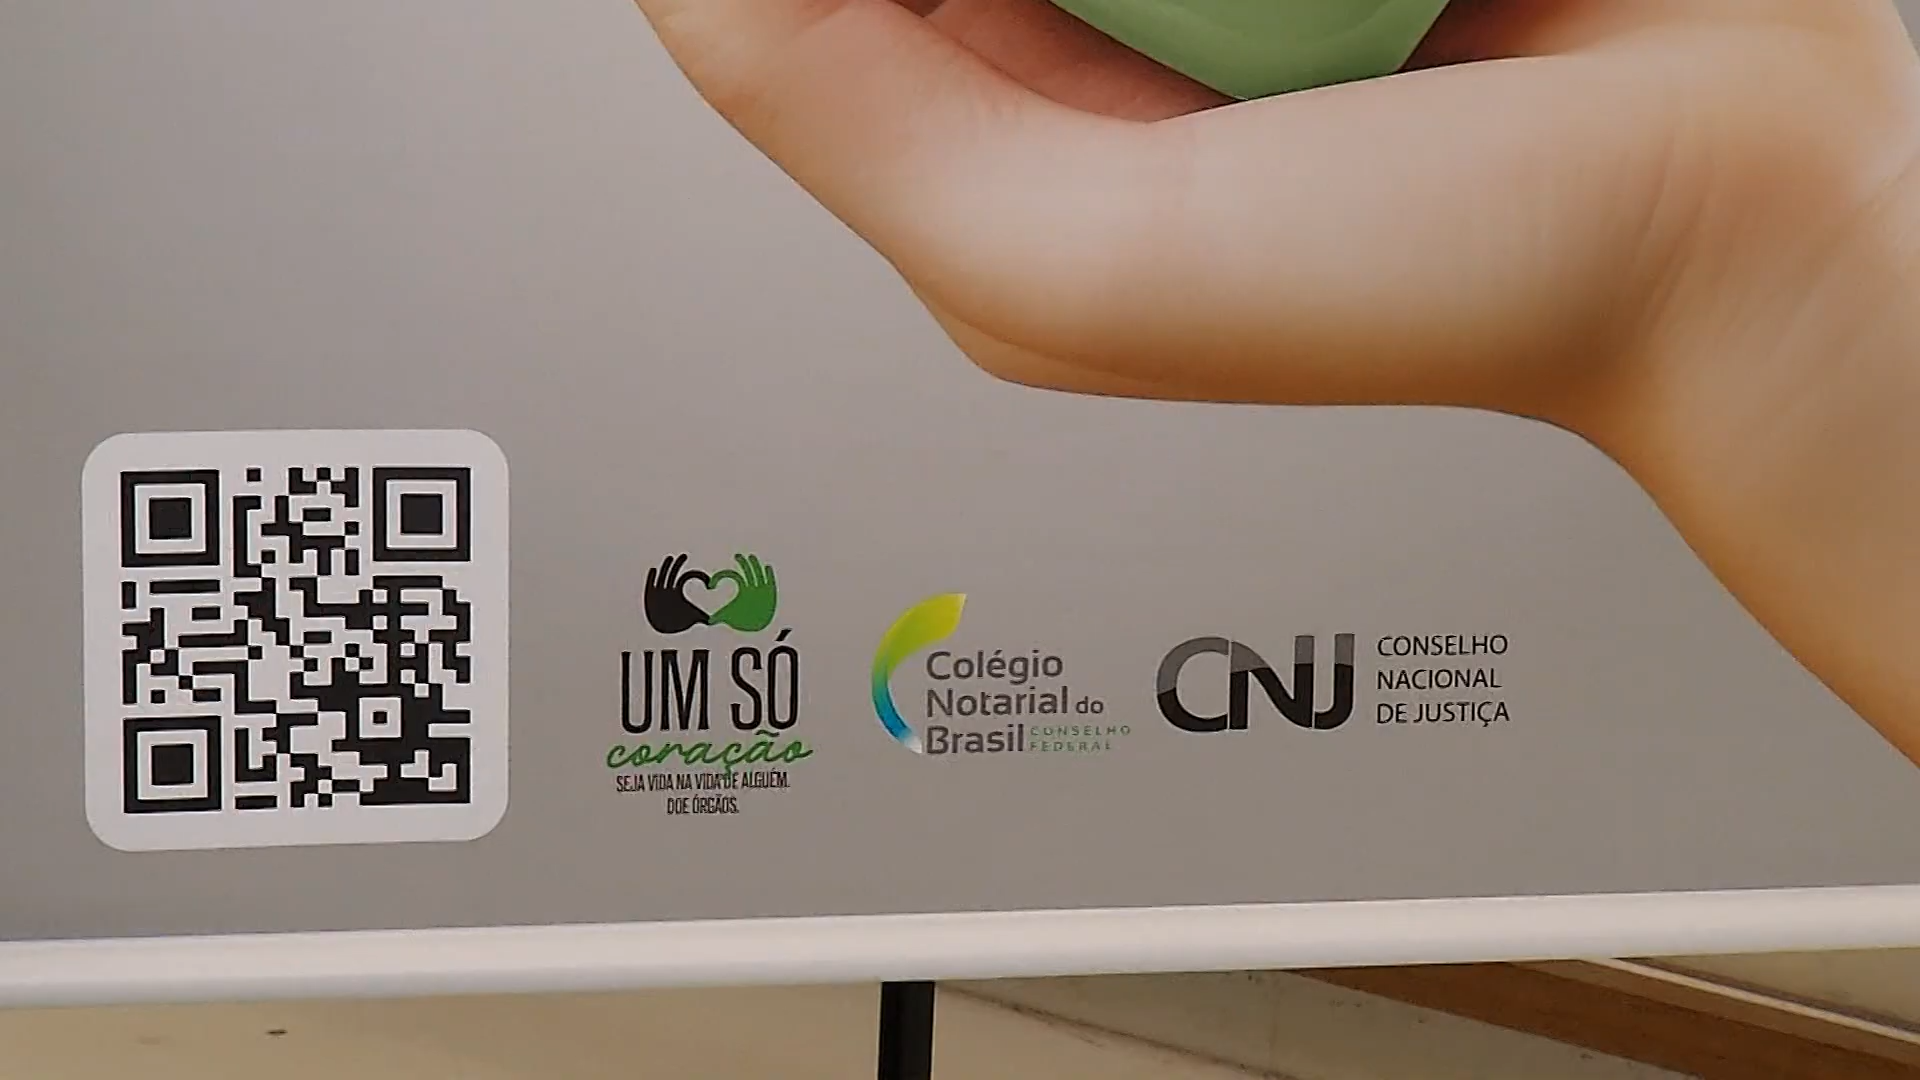 UM SÓ
coração
SEJA VIDA NA VIDA DE ALGUÉM.
DOE ÓRGÃOS.
Colégio
Notarial do
Brasil CONSELHO
FEDERAL
CNJ
CONSELHO
NACIONAL
DE JUSTIÇA